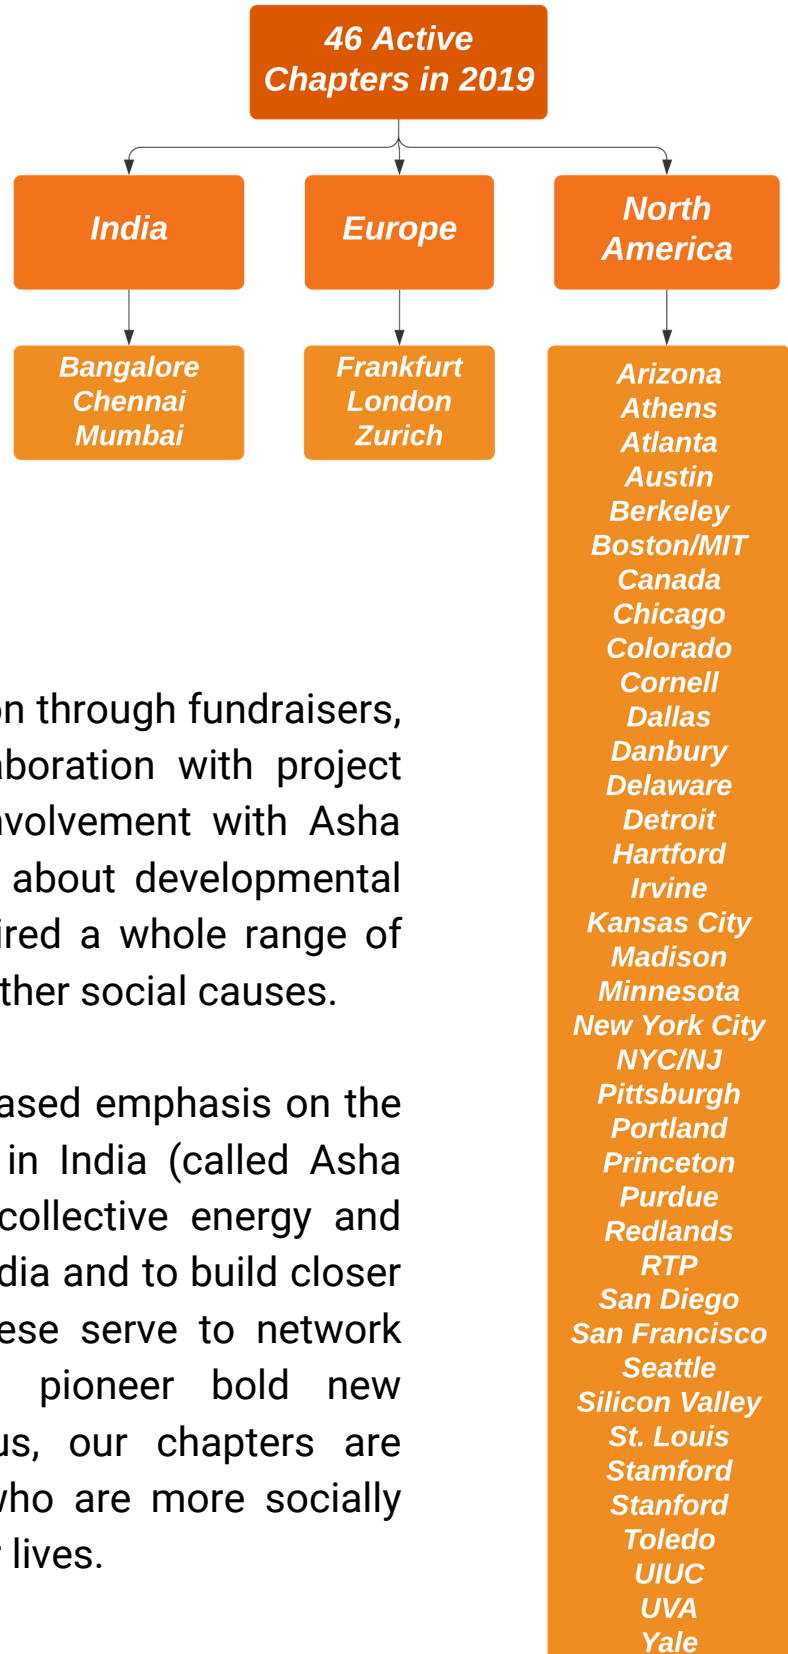 46 Active
Chapters in 2019
India
Europe
North
America
Bangalore
Chennai
Mumbai
Frankfurt
London
Zurich
Arizona
Athens
Atlanta
Austin
Berkeley
Boston/MIT
Canada
Chicago
Colorado
Cornell
Dallas
Danbury
Delaware
Detroit
Hartford
Irvine
Kansas City
Madison
Minnesota
New York City
NYC/NJ
Pittsburgh
Portland
Princeton
Purdue
Redlands
RTP
San Diego
San Francisco
Seattle
Silicon Valley
St. Louis
Stamford
Stanford
Toledo
UIUC
UVA
Yale
on through fundraisers,
aboration with project
nvolvement with Asha
about developmental
ired a whole range of
ther social causes.
ased emphasis on the
in India (called Asha
collective energy and
dia and to build closer
ese serve to network
pioneer bold new
us, our chapters are
who are more socially
r lives.